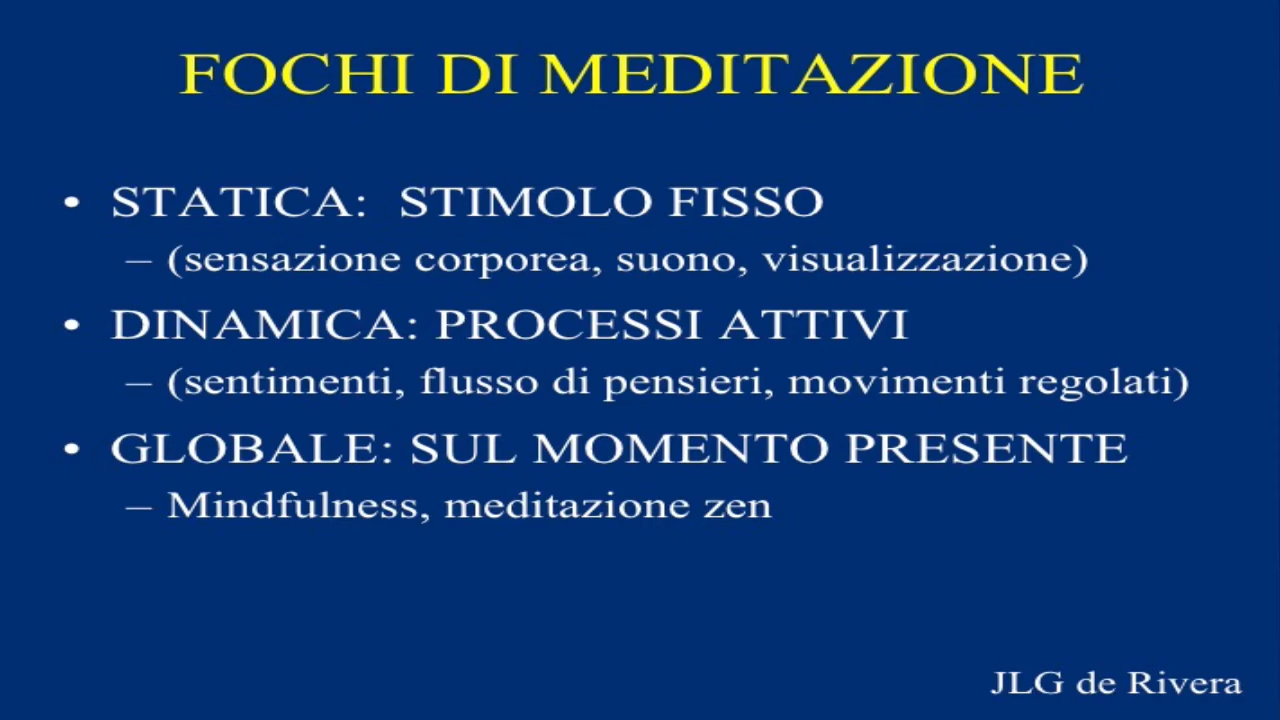 FOCHI DI MEDITAZIONE
• STATICA: STIMOLO FISSO
– (sensazione corporea, suono, visualizzazione)
• DINAMICA: PROCESSI ATTIVI
– (sentimenti, flusso di pensieri, movimenti regolati)
• GLOBALE: SUL MOMENTO PRESENTE
– Mindfulness, meditazione zen
JLG de Rivera